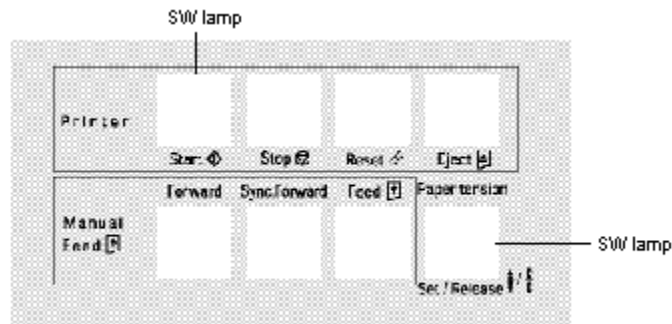 SW lamp
Printer
Start Stop Reset Eject
Forward Sync.Forward Feed Paper tension
Manual
Feed
SW lamp
Set / Release